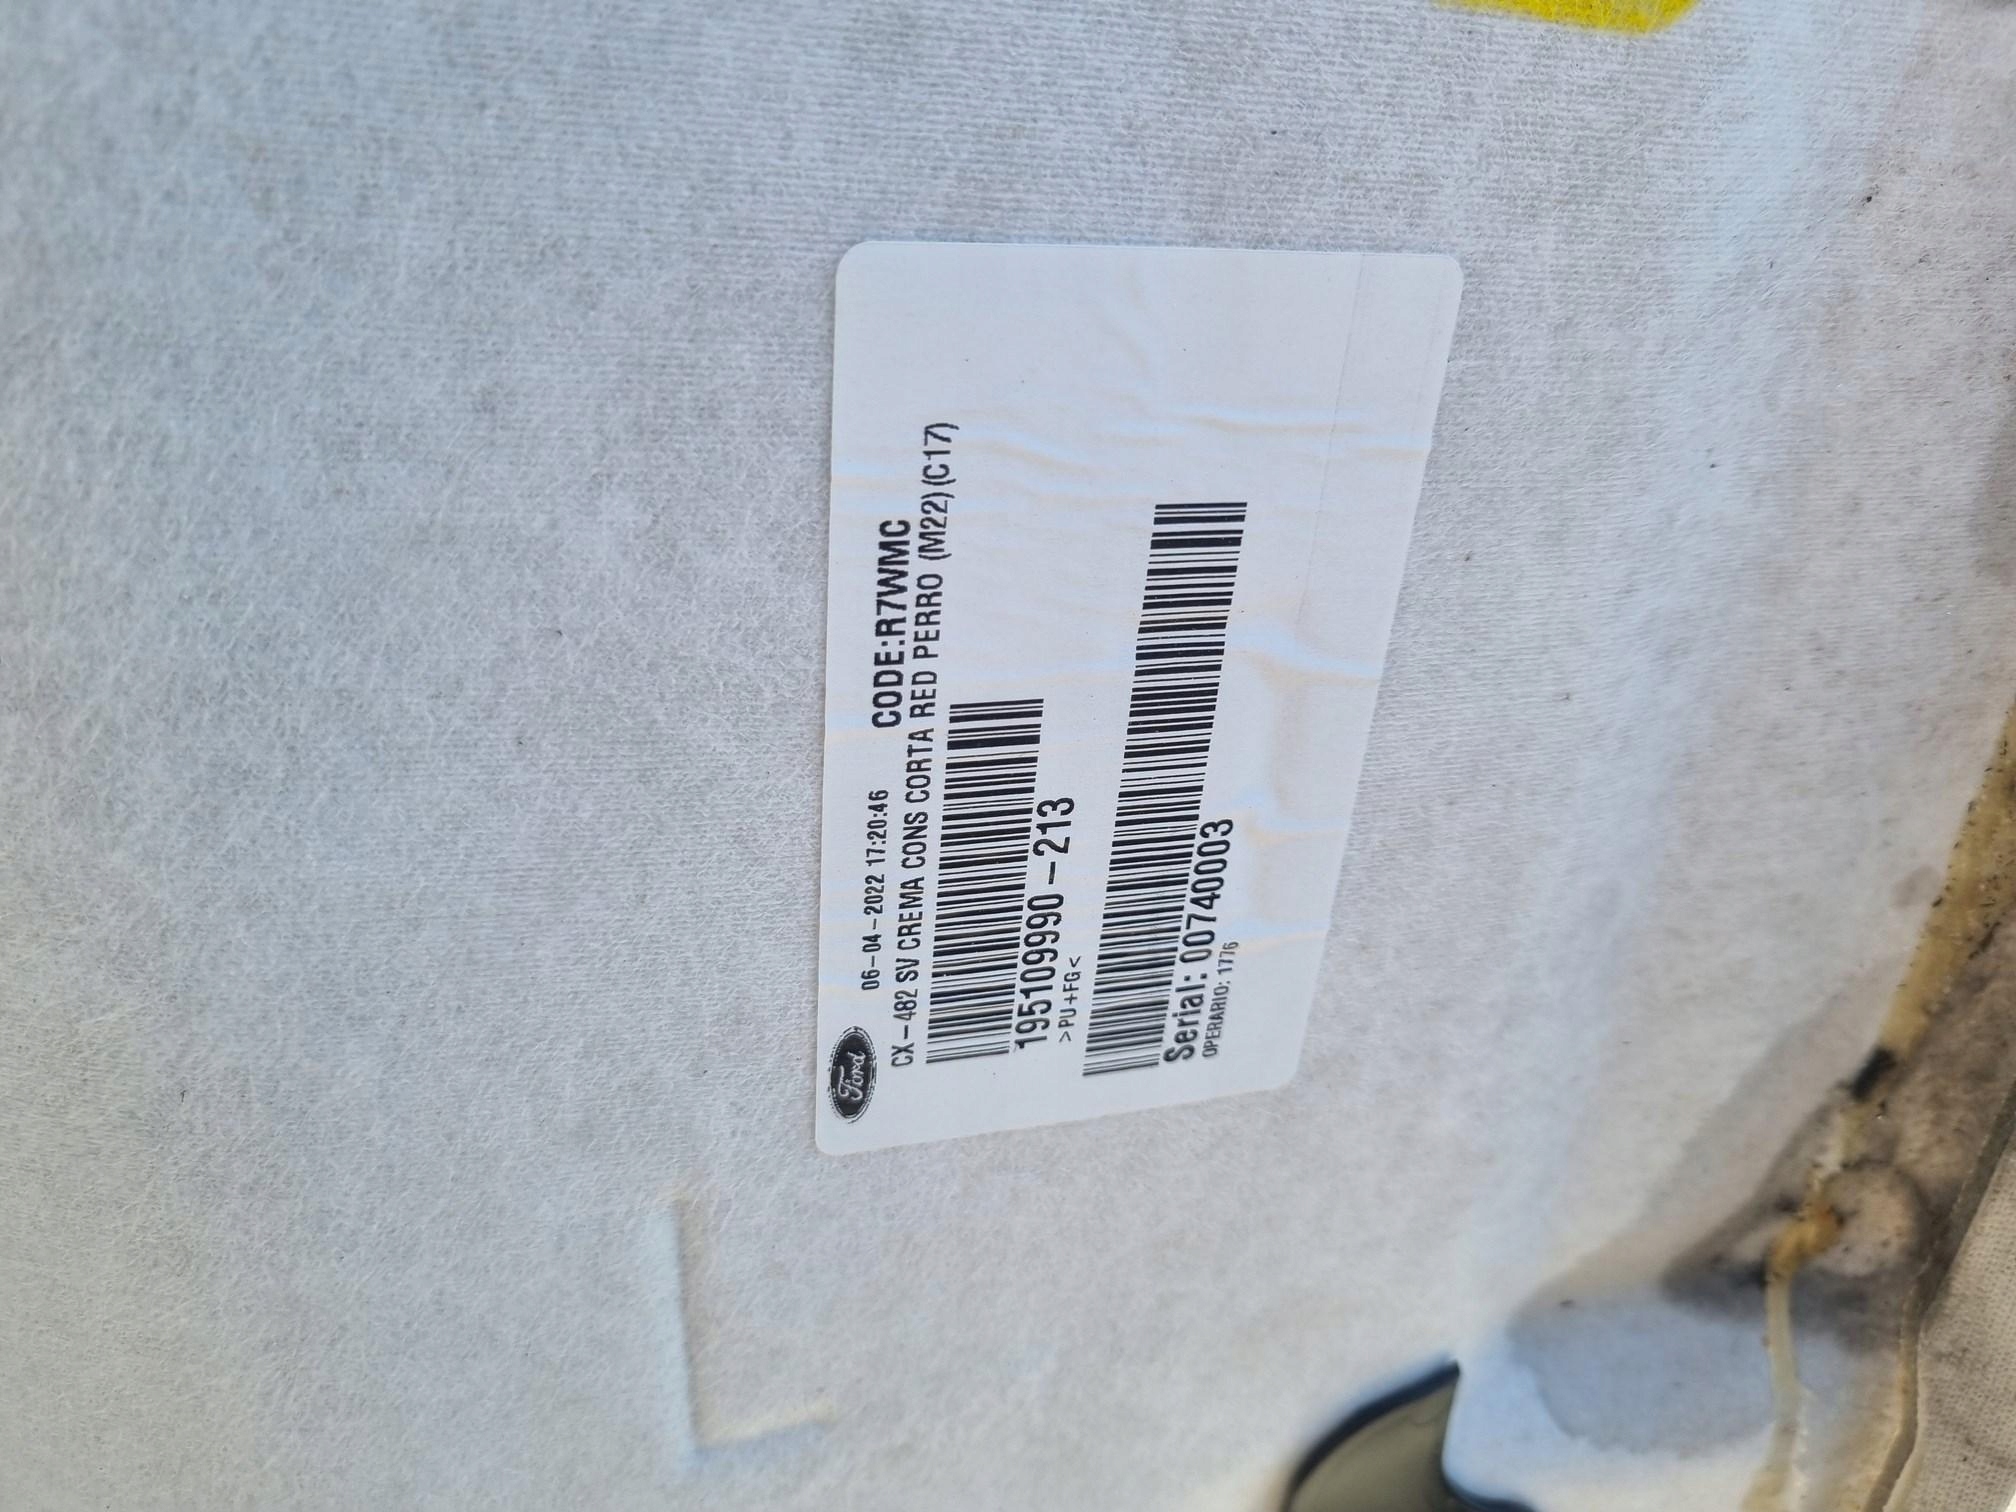 Ford
06-04-2022 17:20:46 CODE:R7WMC
CX-482 SV CREMA CONS CORTA RED PERRO (M22)(C17)
195109990-213
>PU+FG<
Serial: 00740003
OPERARIO: 1776